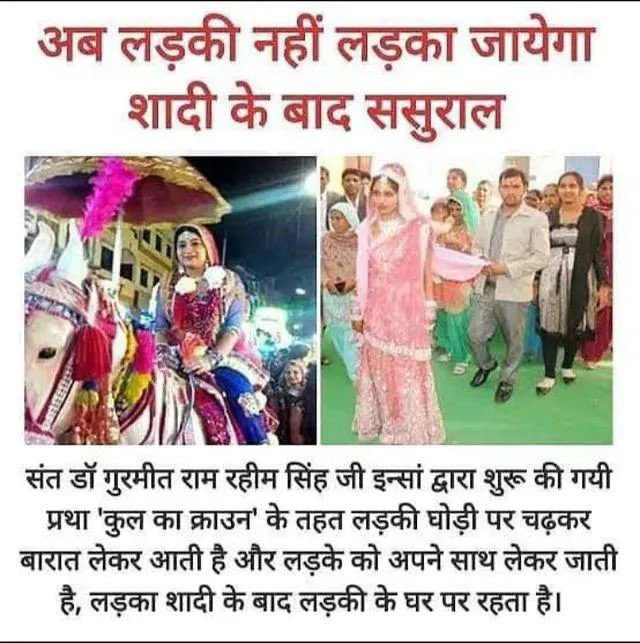 अब लड़की नहीं लड़का जायेगा
शादी के बाद ससुराल
संत डॉ गुरमीत राम रहीम सिंह जी इन्सां द्वारा शुरू की गयी
प्रथा 'कुल का क्राउन' के तहत लड़की घोड़ी पर चढ़कर
बारात लेकर आती है और लड़के को अपने साथ लेकर जाती
है, लड़का शादी के बाद लड़की के घर पर रहता है।